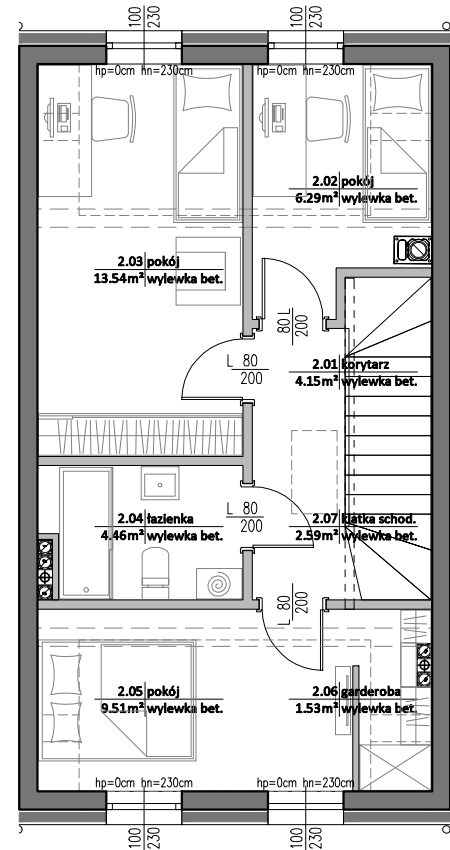 100
230
100
230
hp=0cm hn=230cm
hp=0cm hn=230cm
2.02 pokój
6.29m² wylewka bet.
2.03 pokój
13.54m² wylewka bet.
80 L
200
L 80
200
2.01 korytarz
4.15m² wylewka bet.
L 80
200
2.04 łazienka
4.46m² wylewka bet.
2.07 klatka schod.
2.59m² wylewka bet.
L 80
200
2.05 pokój
9.51m² wylewka bet.
2.06 garderoba
1.53m² wylewka bet.
hp=0cm hn=230cm
hp=0cm hn=230cm
100
230
100
230